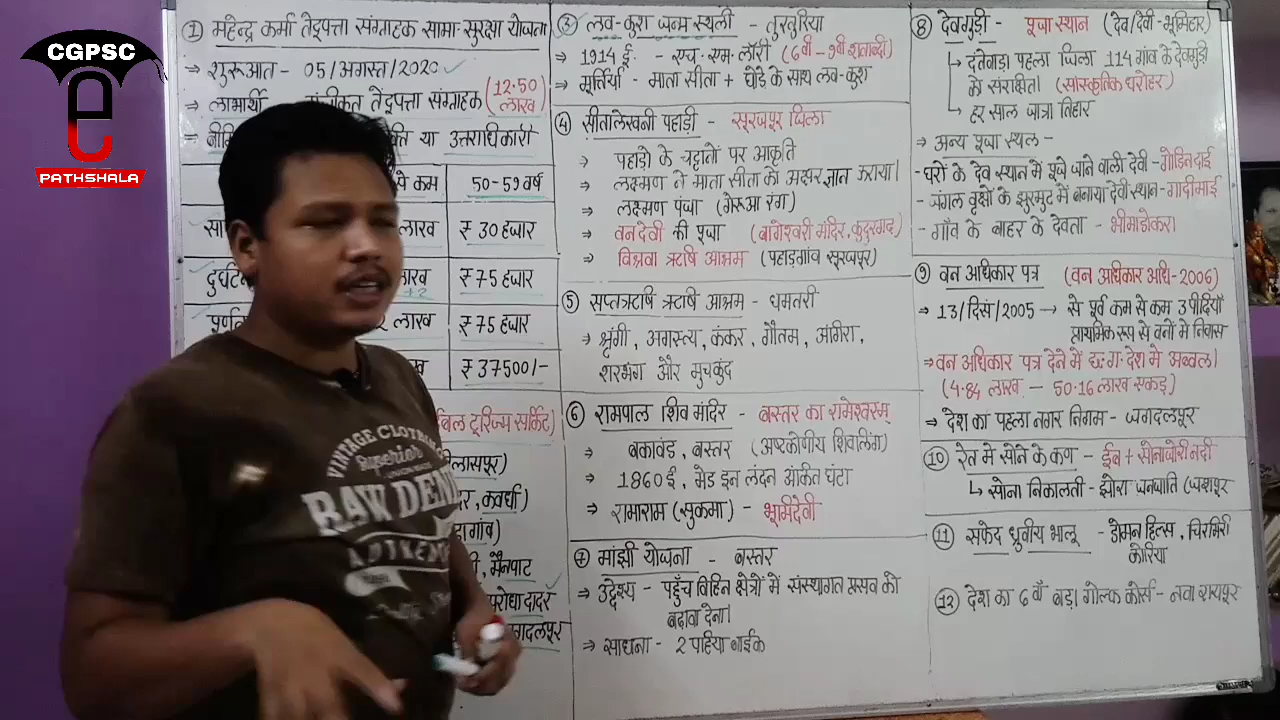 CGPSC
e
PATHSHALA
① महेन्द्र कर्मा तेंदूपत्ता संग्राहक सामा. सुरक्षा योजना
→ शुरूआत - 05/अगस्त/2020 ✓
→ लाभार्थी तेंदूपत्ता संग्राहक (12.50 लाख)
या उत्तराधिकारी
कम 50-59 वर्ष
लाख ₹ 30 हजार
लाख ₹ 75 हजार
लाख ₹ 75 हजार
₹ 37500/-
टूरिज्म सर्किट)
कवर्धा)
मैनपाट
③ लव-कुश जन्म स्थली - तुरतुरिया
⇒ 1914 ई. - एच. एम. लॉरी (6वी - 9वी शताब्दी)
⇒ मूर्तियाँ - माता सीता + घोड़े के साथ लव-कुश
④ सीतालेखनी पहाड़ी - सूरजपूर जिला
⇒ पहाड़ो के चट्टानों पर आकृति
⇒ लक्ष्मण ने माता सीता को अक्षर ज्ञान कराया।
⇒ लक्ष्मण पंजा (गेरूआ रंग)
⇒ वनदेवी की पूजा (बागेश्वरी मंदिर, कुदुरगढ़)
⇒ विश्रवा ऋषि आश्रम (पहाड़गांव सूरजपूर)
⑤ सप्तऋषि ऋषि आश्रम - धमतरी
⇒ श्रृंगी, अगस्त्य, कंकर, गौतम, अंगिरा,
शरभंग और मुचकुंद
⑥ रामपाल शिव मंदिर - बस्तर का रामेश्वरम्
⇒ बकावंड, बस्तर (अष्टकोणीय शिवलिंग)
⇒ 1860 ई, मेड इन लंदन अंकित घंटा
⇒ रामाराम (सुकमा) - भूमिदेवी
⑦ मांझी योजना - बस्तर
⇒ उद्देश्य - पहुँच विहिन क्षेत्रों में संस्थागत प्रसव को
बढ़ावा देना।
⇒ साधना - 2 पहिया बाईक
⑧ देवगुड़ी - पूजा स्थान (देव/देवी - भूमिहार)
दंतेवाड़ा पहला जिला 114 गांव के देवगुड़ी
को संरक्षित। (सांस्कृतिक धरोहर)
हर साल जात्रा तिहार
→ अन्य पूजा स्थल -
- घरों के देव स्थान में पूजे जाने वाली देवी - गोडिनदाई
- जंगल वृक्षों के झुरमुट में बनाया देवी स्थान - गादीमाई
- गाँव के बाहर के देवता - भीमाडोकरा
⑨ वन अधिकार पत्र (वन अधिकार अधि - 2006)
→ 13/दिसं/2005 → से पूर्व कम से कम 3 पीढ़ियाँ
प्राथमिक रूप से वनों मे निवास
→ वन अधिकार पत्र देने में छ.ग. देश मे अव्वल।
(4.84 लाख - 50.16 लाख एकड़)
→ देश का पहला नगर निगम - जगदलपूर
⑩ रेत मे सोने के कण - ईब + सोनाजोरी नदी
सोना निकालती - झोरा जनजाति (जशपूर
⑪ सफेद ध्रुवीय भालू - डोमन हिल्स, चिरमिरी
कोरिया
⑫ देश का 6 वाँ बड़ा गोल्फ कोर्स - नवा रायपूर